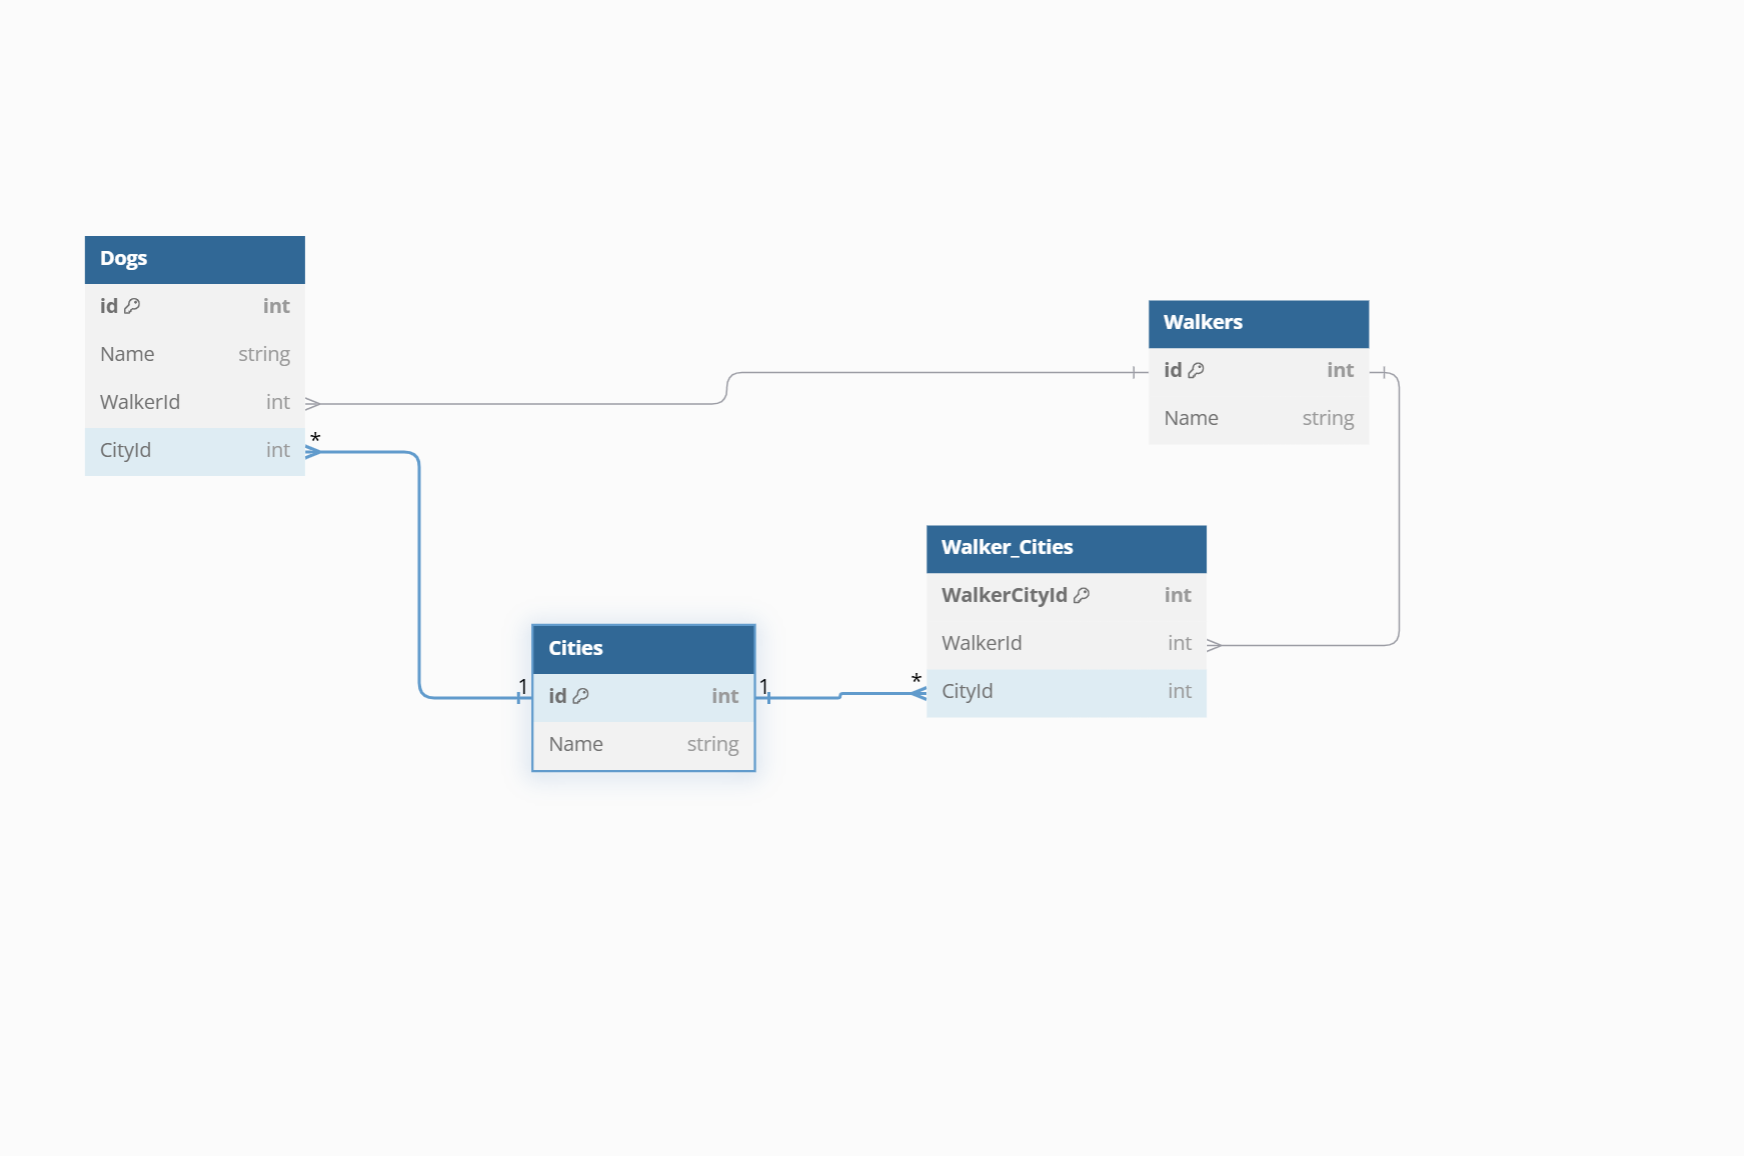 Dogs
id int
Name string
WalkerId int
CityId int
*
Walkers
id int
Name string
Walker_Cities
WalkerCityId int
WalkerId int
* CityId int
Cities
1 id int 1
Name string